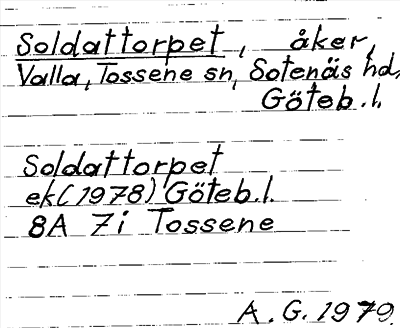 Soldattorpet, åker,
Valla, Tossene sn, Sotenäs hd,
Göteb.l.
Soldattorpet
ek(1978) Göteb.l.
8A 7i Tossene
A.G. 1979.